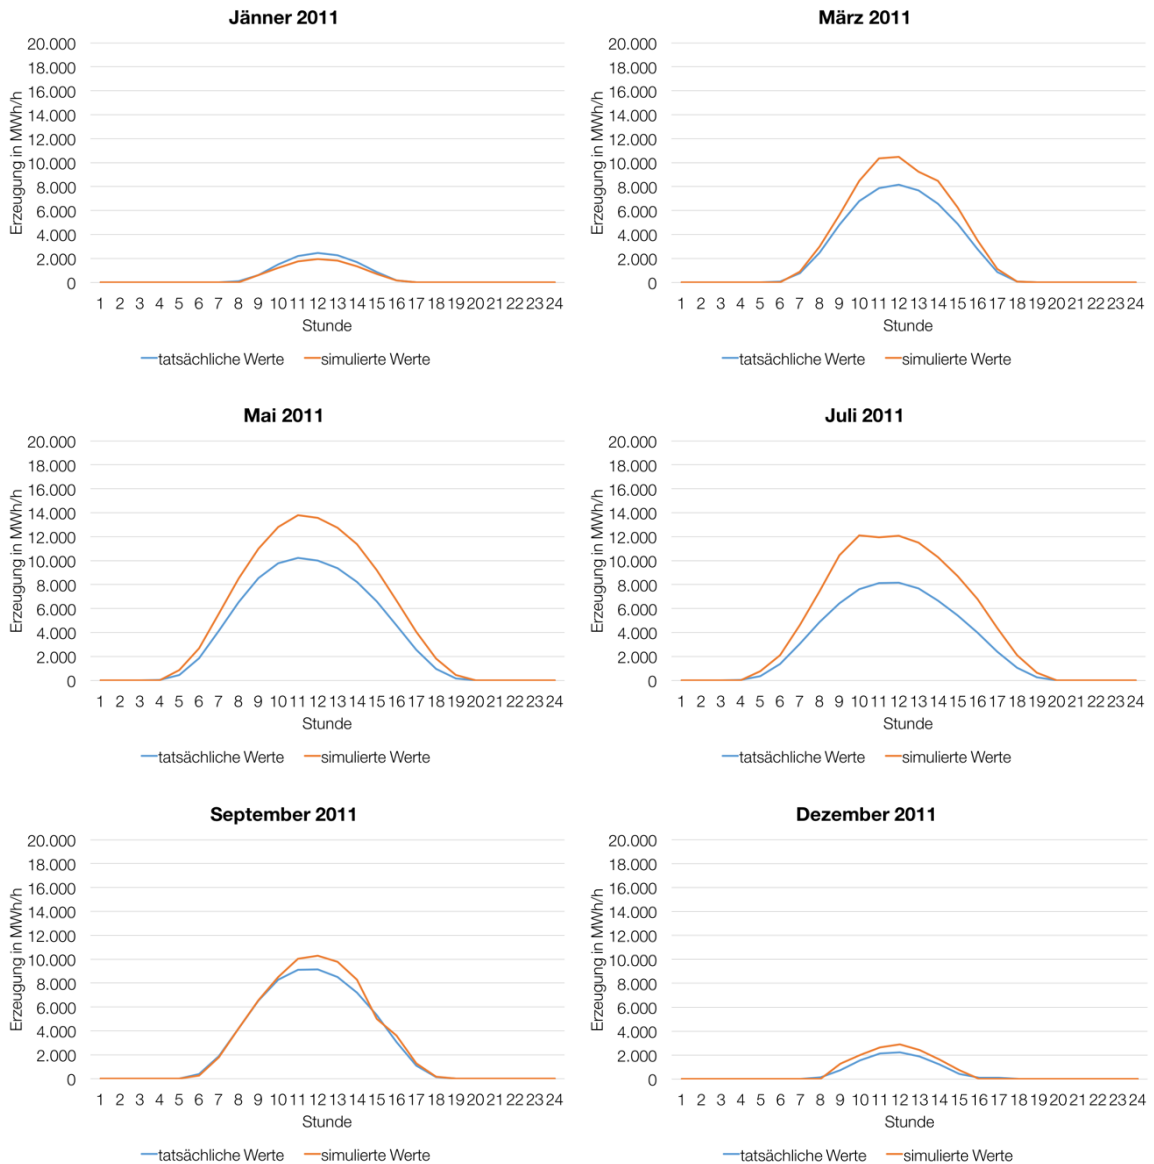 Jänner 2011
Erzeugung in MWh/h
20.000
18.000
16.000
14.000
12.000
10.000
8.000
6.000
4.000
2.000
0
1 2 3 4 5 6 7 8 9 10 11 12 13 14 15 16 17 18 19 20 21 22 23 24
Stunde
tatsächliche Werte simulierte Werte
März 2011
Erzeugung in MWh/h
20.000
18.000
16.000
14.000
12.000
10.000
8.000
6.000
4.000
2.000
0
1 2 3 4 5 6 7 8 9 10 11 12 13 14 15 16 17 18 19 20 21 22 23 24
Stunde
tatsächliche Werte simulierte Werte
Mai 2011
Erzeugung in MWh/h
20.000
18.000
16.000
14.000
12.000
10.000
8.000
6.000
4.000
2.000
0
1 2 3 4 5 6 7 8 9 10 11 12 13 14 15 16 17 18 19 20 21 22 23 24
Stunde
tatsächliche Werte simulierte Werte
Juli 2011
Erzeugung in MWh/h
20.000
18.000
16.000
14.000
12.000
10.000
8.000
6.000
4.000
2.000
0
1 2 3 4 5 6 7 8 9 10 11 12 13 14 15 16 17 18 19 20 21 22 23 24
Stunde
tatsächliche Werte simulierte Werte
September 2011
Erzeugung in MWh/h
20.000
18.000
16.000
14.000
12.000
10.000
8.000
6.000
4.000
2.000
0
1 2 3 4 5 6 7 8 9 10 11 12 13 14 15 16 17 18 19 20 21 22 23 24
Stunde
tatsächliche Werte simulierte Werte
Dezember 2011
Erzeugung in MWh/h
20.000
18.000
16.000
14.000
12.000
10.000
8.000
6.000
4.000
2.000
0
1 2 3 4 5 6 7 8 9 10 11 12 13 14 15 16 17 18 19 20 21 22 23 24
Stunde
tatsächliche Werte simulierte Werte